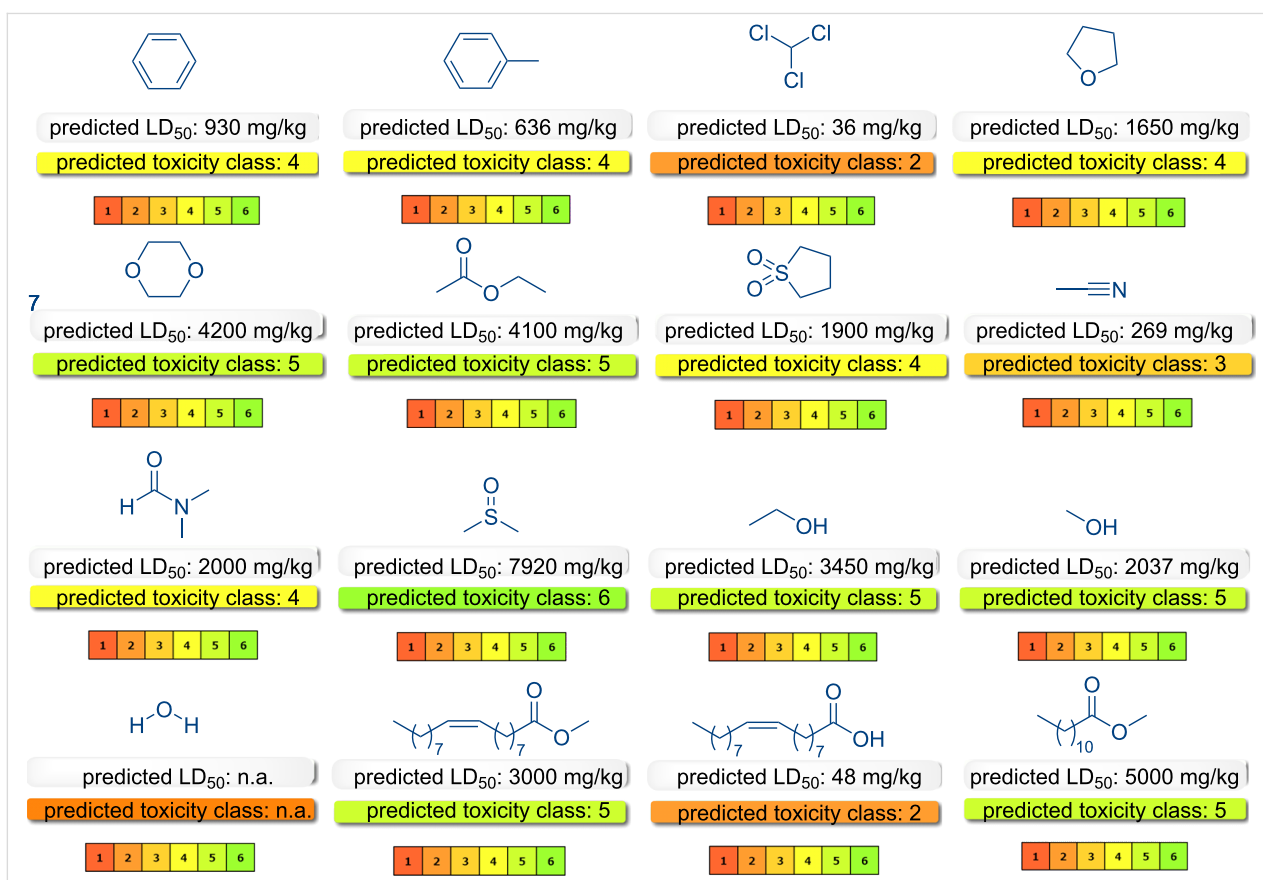 Cl Cl
Cl
O
predicted LD50: 930 mg/kg
predicted toxicity class: 4
1 2 3 4 5 6
predicted LD50: 636 mg/kg
predicted toxicity class: 4
1 2 3 4 5 6
predicted LD50: 36 mg/kg
predicted toxicity class: 2
1 2 3 4 5 6
predicted LD50: 1650 mg/kg
predicted toxicity class: 4
1 2 3 4 5 6
O O
7
predicted LD50: 4200 mg/kg
predicted toxicity class: 5
1 2 3 4 5 6
O
O
predicted LD50: 4100 mg/kg
predicted toxicity class: 5
1 2 3 4 5 6
O
S
O
predicted LD50: 1900 mg/kg
predicted toxicity class: 4
1 2 3 4 5 6
N
predicted LD50: 269 mg/kg
predicted toxicity class: 3
1 2 3 4 5 6
O
H N
predicted LD50: 2000 mg/kg
predicted toxicity class: 4
1 2 3 4 5 6
O
S
predicted LD50: 7920 mg/kg
predicted toxicity class: 6
1 2 3 4 5 6
OH
predicted LD50: 3450 mg/kg
predicted toxicity class: 5
1 2 3 4 5 6
OH
predicted LD50: 2037 mg/kg
predicted toxicity class: 5
1 2 3 4 5 6
H O H
predicted LD50: n.a.
predicted toxicity class: n.a.
1 2 3 4 5 6
O
( )7 ( )7 O
predicted LD50: 3000 mg/kg
predicted toxicity class: 5
1 2 3 4 5 6
O
( )7 ( )7 OH
predicted LD50: 48 mg/kg
predicted toxicity class: 2
1 2 3 4 5 6
O
( )10 O
predicted LD50: 5000 mg/kg
predicted toxicity class: 5
1 2 3 4 5 6